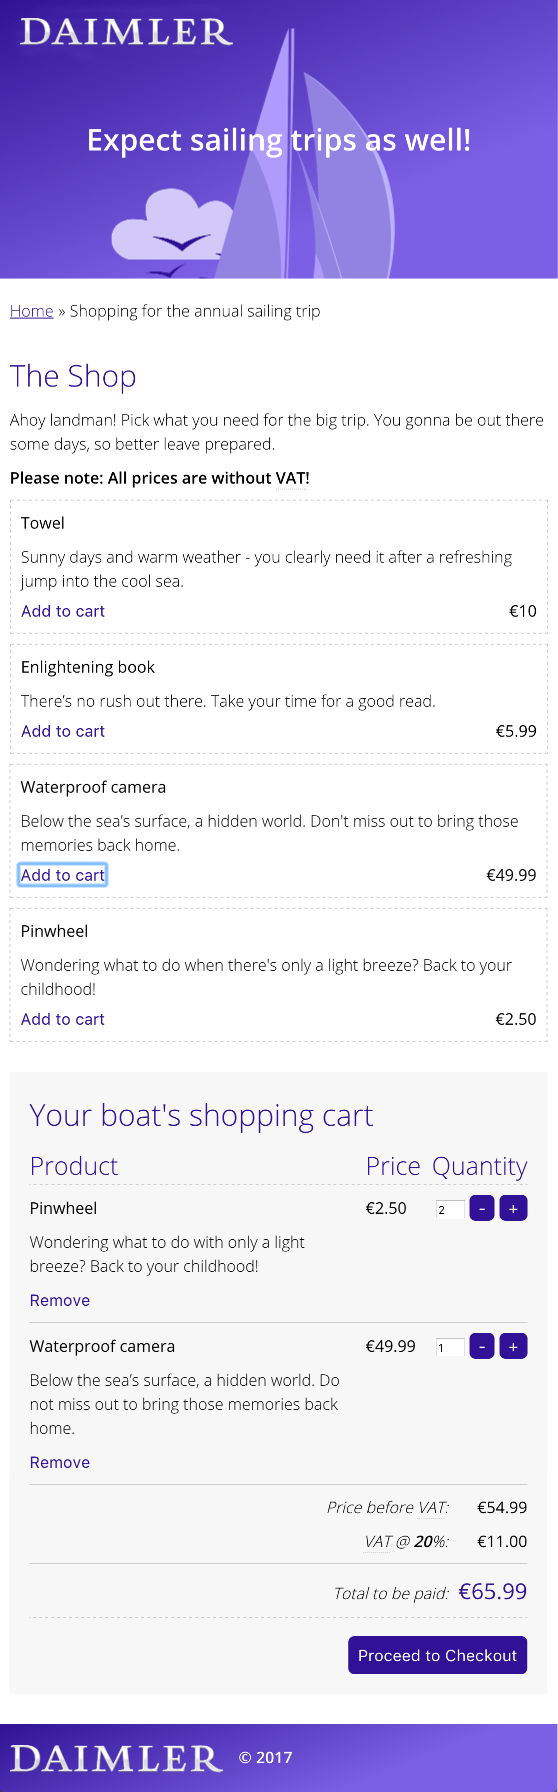 DAIMLER
Expect sailing trips as well!
Home » Shopping for the annual sailing trip
The Shop
Ahoy landman! Pick what you need for the big trip. You gonna be out there
some days, so better leave prepared.
Please note: All prices are without VAT!
Towel
Sunny days and warm weather - you clearly need it after a refreshing
jump into the cool sea.
Add to cart €10
Enlightening book
There’s no rush out there. Take your time for a good read.
Add to cart €5.99
Waterproof camera
Below the sea’s surface, a hidden world. Don't miss out to bring those
memories back home.
Add to cart €49.99
Pinwheel
Wondering what to do when there's only a light breeze? Back to your
childhood!
Add to cart €2.50
Your boat's shopping cart
Product Price Quantity
Pinwheel €2.50 2 - +
Wondering what to do with only a light
breeze? Back to your childhood!
Remove
Waterproof camera €49.99 1 - +
Below the sea’s surface, a hidden world. Do
not miss out to bring those memories back
home.
Remove
Price before VAT: €54.99
VAT @ 20%: €11.00
Total to be paid: €65.99
Proceed to Checkout
DAIMLER © 2017